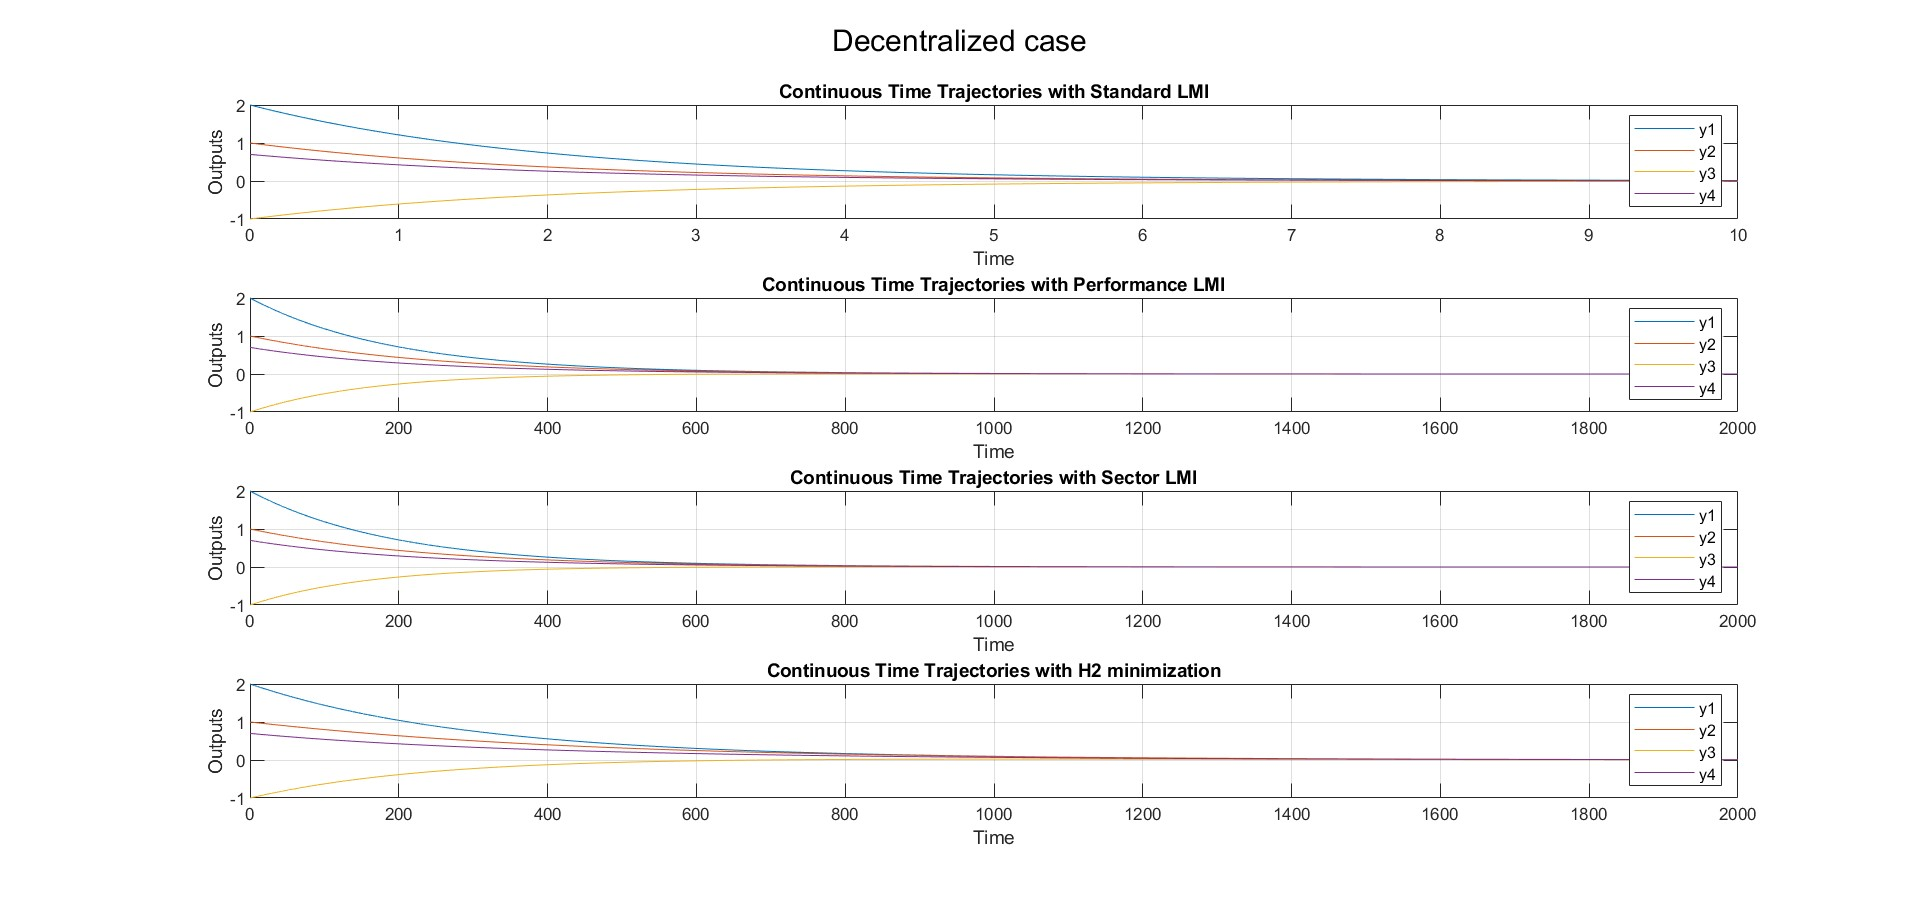 Decentralized case
Continuous Time Trajectories with Standard LMI
Outputs
2
1
0
-1
0 1 2 3 4 5 6 7 8 9 10
Time
y1
y2
y3
y4
Continuous Time Trajectories with Performance LMI
Outputs
2
1
0
-1
0 200 400 600 800 1000 1200 1400 1600 1800 2000
Time
y1
y2
y3
y4
Continuous Time Trajectories with Sector LMI
Outputs
2
1
0
-1
0 200 400 600 800 1000 1200 1400 1600 1800 2000
Time
y1
y2
y3
y4
Continuous Time Trajectories with H2 minimization
Outputs
2
1
0
-1
0 200 400 600 800 1000 1200 1400 1600 1800 2000
Time
y1
y2
y3
y4